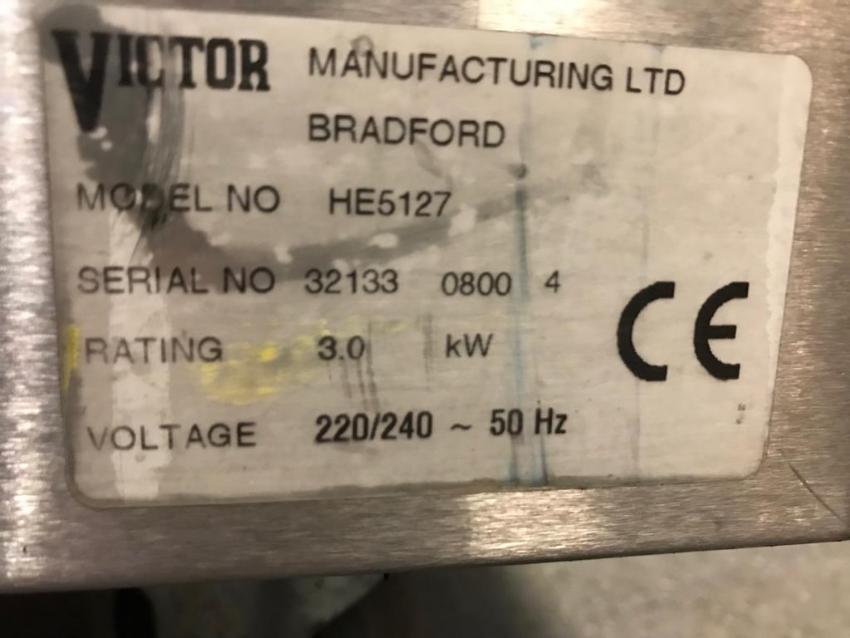 VICTOR MANUFACTURING LTD
BRADFORD
MODEL NO HE5127
SERIAL NO 32133 0800 4
RATING 3.0 kW
VOLTAGE 220/240 ~ 50 Hz
CE